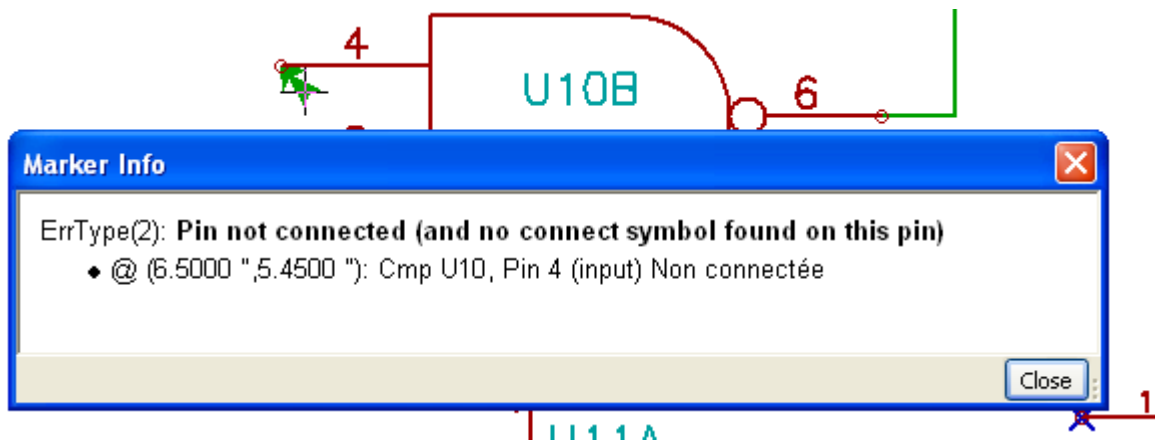 4
U10B
6
Marker Info
ErrType(2): Pin not connected (and no connect symbol found on this pin)
◆ @ (6.5000 ",5.4500 "): Cmp U10, Pin 4 (input) Non connectée
Close
1
U11A